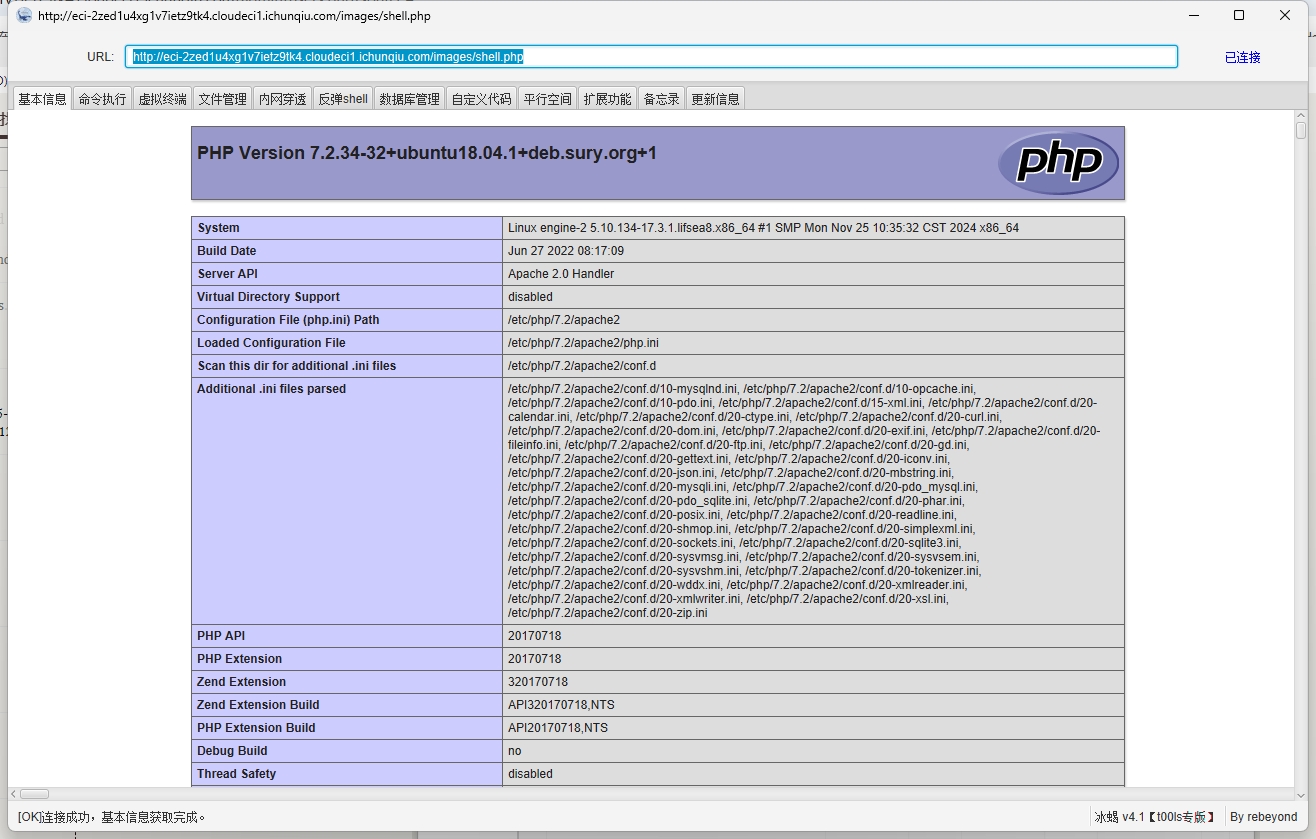 http://eci-2zed1u4xg1v7ietz9tk4.cloudeci1.ichunqiu.com/images/shell.php
URL: http://eci-2zed1u4xg1v7ietz9tk4.cloudeci1.ichunqiu.com/images/shell.php 已连接
基本信息 命令执行 虚拟终端 文件管理 内网穿透 反弹shell 数据库管理 自定义代码 平行空间 扩展功能 备忘录 更新信息
PHP Version 7.2.34-32+ubuntu18.04.1+deb.sury.org+1
php
System Linux engine-2 5.10.134-17.3.1.lifsea8.x86_64 #1 SMP Mon Nov 25 10:35:32 CST 2024 x86_64
Build Date Jun 27 2022 08:17:09
Server API Apache 2.0 Handler
Virtual Directory Support disabled
Configuration File (php.ini) Path /etc/php/7.2/apache2
Loaded Configuration File /etc/php/7.2/apache2/php.ini
Scan this dir for additional .ini files /etc/php/7.2/apache2/conf.d
Additional .ini files parsed /etc/php/7.2/apache2/conf.d/10-mysqlnd.ini, /etc/php/7.2/apache2/conf.d/10-opcache.ini,
/etc/php/7.2/apache2/conf.d/10-pdo.ini, /etc/php/7.2/apache2/conf.d/15-xml.ini, /etc/php/7.2/apache2/conf.d/20-
calendar.ini, /etc/php/7.2/apache2/conf.d/20-ctype.ini, /etc/php/7.2/apache2/conf.d/20-curl.ini,
/etc/php/7.2/apache2/conf.d/20-dom.ini, /etc/php/7.2/apache2/conf.d/20-exif.ini, /etc/php/7.2/apache2/conf.d/20-
fileinfo.ini, /etc/php/7.2/apache2/conf.d/20-ftp.ini, /etc/php/7.2/apache2/conf.d/20-gd.ini,
/etc/php/7.2/apache2/conf.d/20-gettext.ini, /etc/php/7.2/apache2/conf.d/20-iconv.ini,
/etc/php/7.2/apache2/conf.d/20-json.ini, /etc/php/7.2/apache2/conf.d/20-mbstring.ini,
/etc/php/7.2/apache2/conf.d/20-mysqli.ini, /etc/php/7.2/apache2/conf.d/20-pdo_mysql.ini,
/etc/php/7.2/apache2/conf.d/20-pdo_sqlite.ini, /etc/php/7.2/apache2/conf.d/20-phar.ini,
/etc/php/7.2/apache2/conf.d/20-posix.ini, /etc/php/7.2/apache2/conf.d/20-readline.ini,
/etc/php/7.2/apache2/conf.d/20-shmop.ini, /etc/php/7.2/apache2/conf.d/20-simplexml.ini,
/etc/php/7.2/apache2/conf.d/20-sockets.ini, /etc/php/7.2/apache2/conf.d/20-sqlite3.ini,
/etc/php/7.2/apache2/conf.d/20-sysvmsg.ini, /etc/php/7.2/apache2/conf.d/20-sysvsem.ini,
/etc/php/7.2/apache2/conf.d/20-sysvshm.ini, /etc/php/7.2/apache2/conf.d/20-tokenizer.ini,
/etc/php/7.2/apache2/conf.d/20-wddx.ini, /etc/php/7.2/apache2/conf.d/20-xmlreader.ini,
/etc/php/7.2/apache2/conf.d/20-xmlwriter.ini, /etc/php/7.2/apache2/conf.d/20-xsl.ini,
/etc/php/7.2/apache2/conf.d/20-zip.ini
PHP API 20170718
PHP Extension 20170718
Zend Extension 320170718
Zend Extension Build API320170718,NTS
PHP Extension Build API20170718,NTS
Debug Build no
Thread Safety disabled
[OK]连接成功，基本信息获取完成。 冰蝎 v4.1【t00ls专版】 By rebeyond